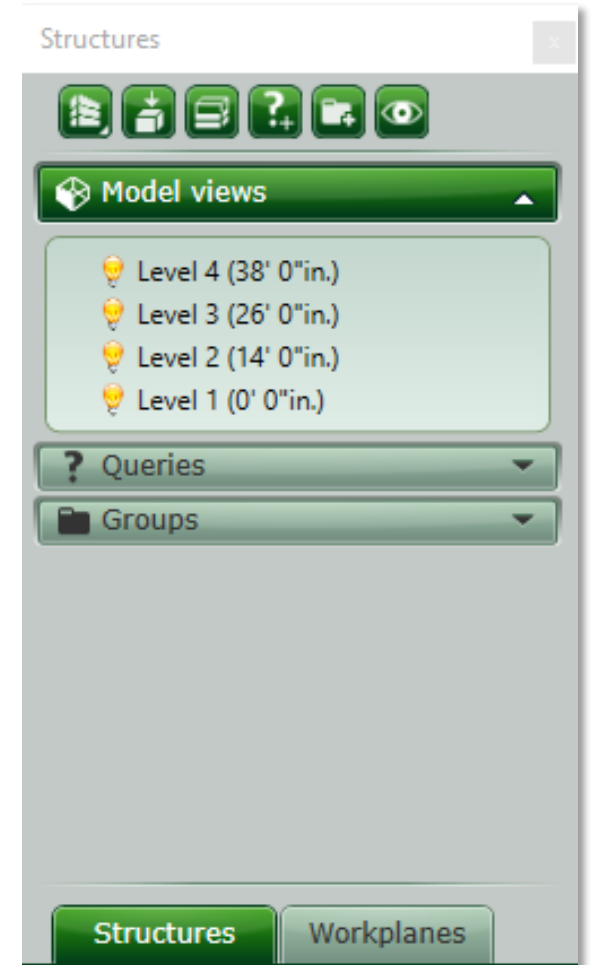 Structures
x
Model views
Level 4 (38' 0"in.)
Level 3 (26' 0"in.)
Level 2 (14' 0"in.)
Level 1 (0' 0"in.)
? Queries
Groups
Structures Workplanes